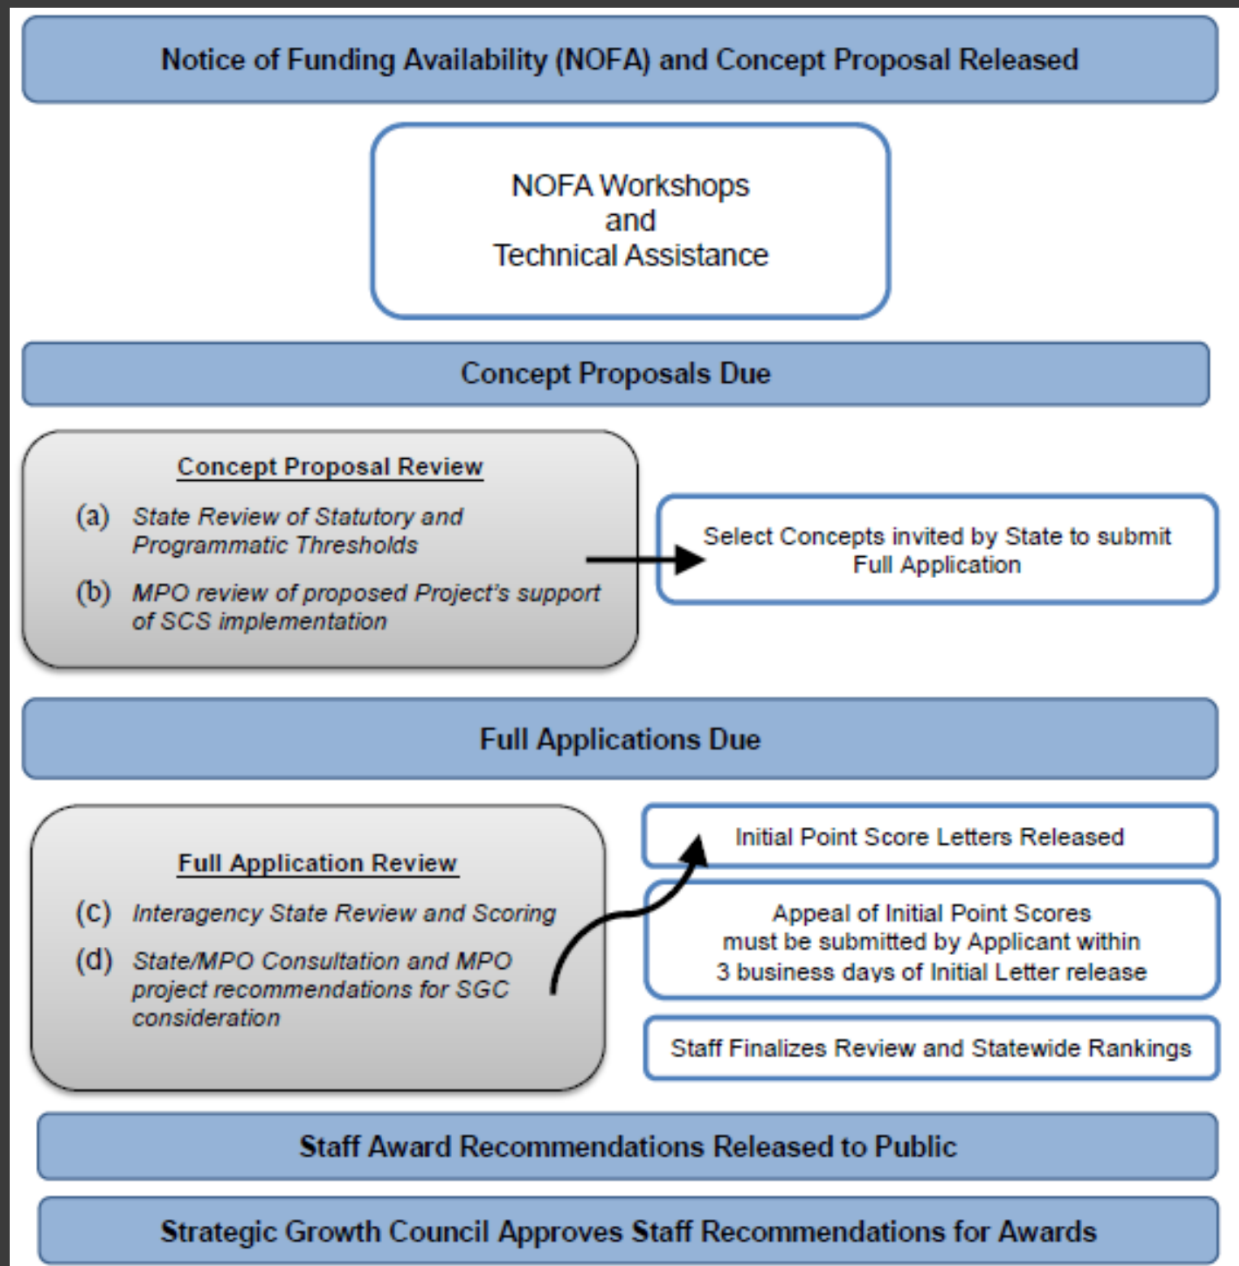 Notice of Funding Availability (NOFA) and Concept Proposal Released
NOFA Workshops
and
Technical Assistance
Concept Proposals Due
Concept Proposal Review
(a) State Review of Statutory and
Programmatic Thresholds
(b) MPO review of proposed Project's support
of SCS implementation
Select Concepts invited by State to submit
Full Application
Full Applications Due
Full Application Review
(c) Interagency State Review and Scoring
(d) State/MPO Consultation and MPO
project recommendations for SGC
consideration
Initial Point Score Letters Released
Appeal of Initial Point Scores
must be submitted by Applicant within
3 business days of Initial Letter release
Staff Finalizes Review and Statewide Rankings
Staff Award Recommendations Released to Public
Strategic Growth Council Approves Staff Recommendations for Awards